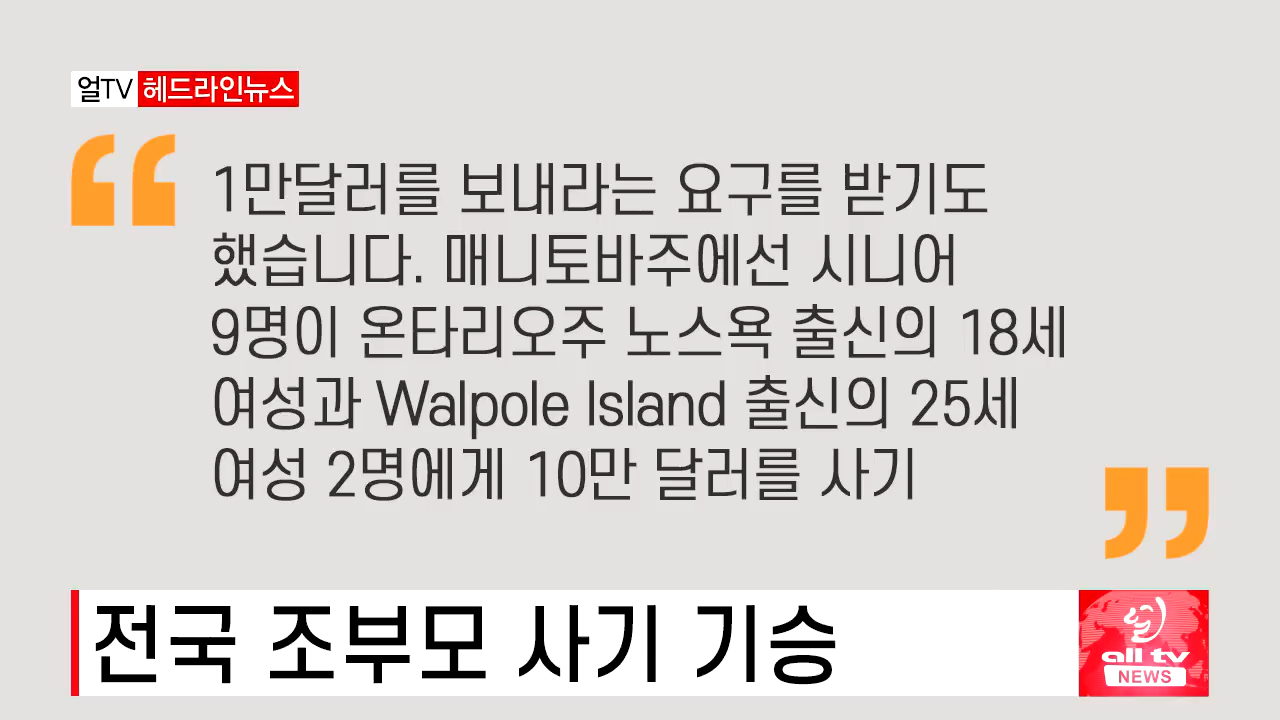 얼TV 헤드라인뉴스
1만달러를 보내라는 요구를 받기도
했습니다. 매니토바주에선 시니어
9명이 온타리오주 노스욕 출신의 18세
여성과 Walpole Island 출신의 25세
여성 2명에게 10만 달러를 사기
전국 조부모 사기 기승
얼
all tv
NEWS